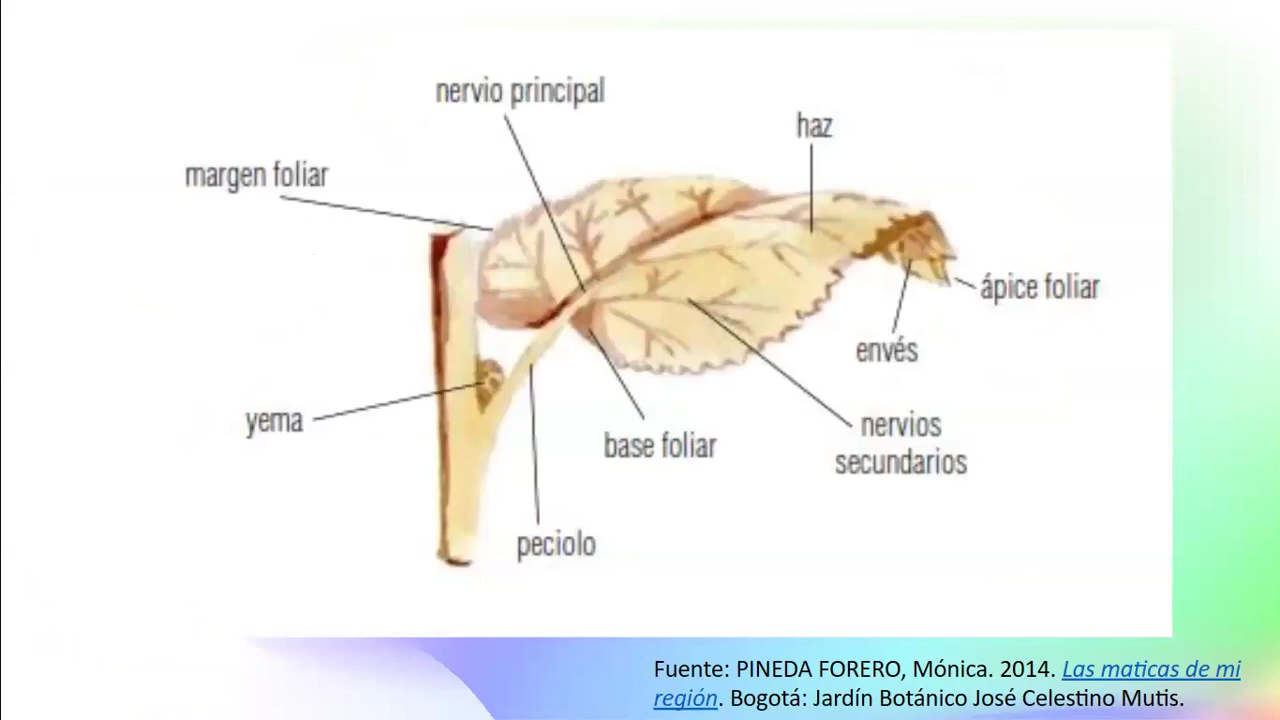 nervio principal
haz
margen foliar
ápice foliar
envés
yema
base foliar
nervios
secundarios
peciolo
Fuente: PINEDA FORERO, Mónica. 2014. Las maticas de mi
región. Bogotá: Jardín Botánico José Celestino Mutis.